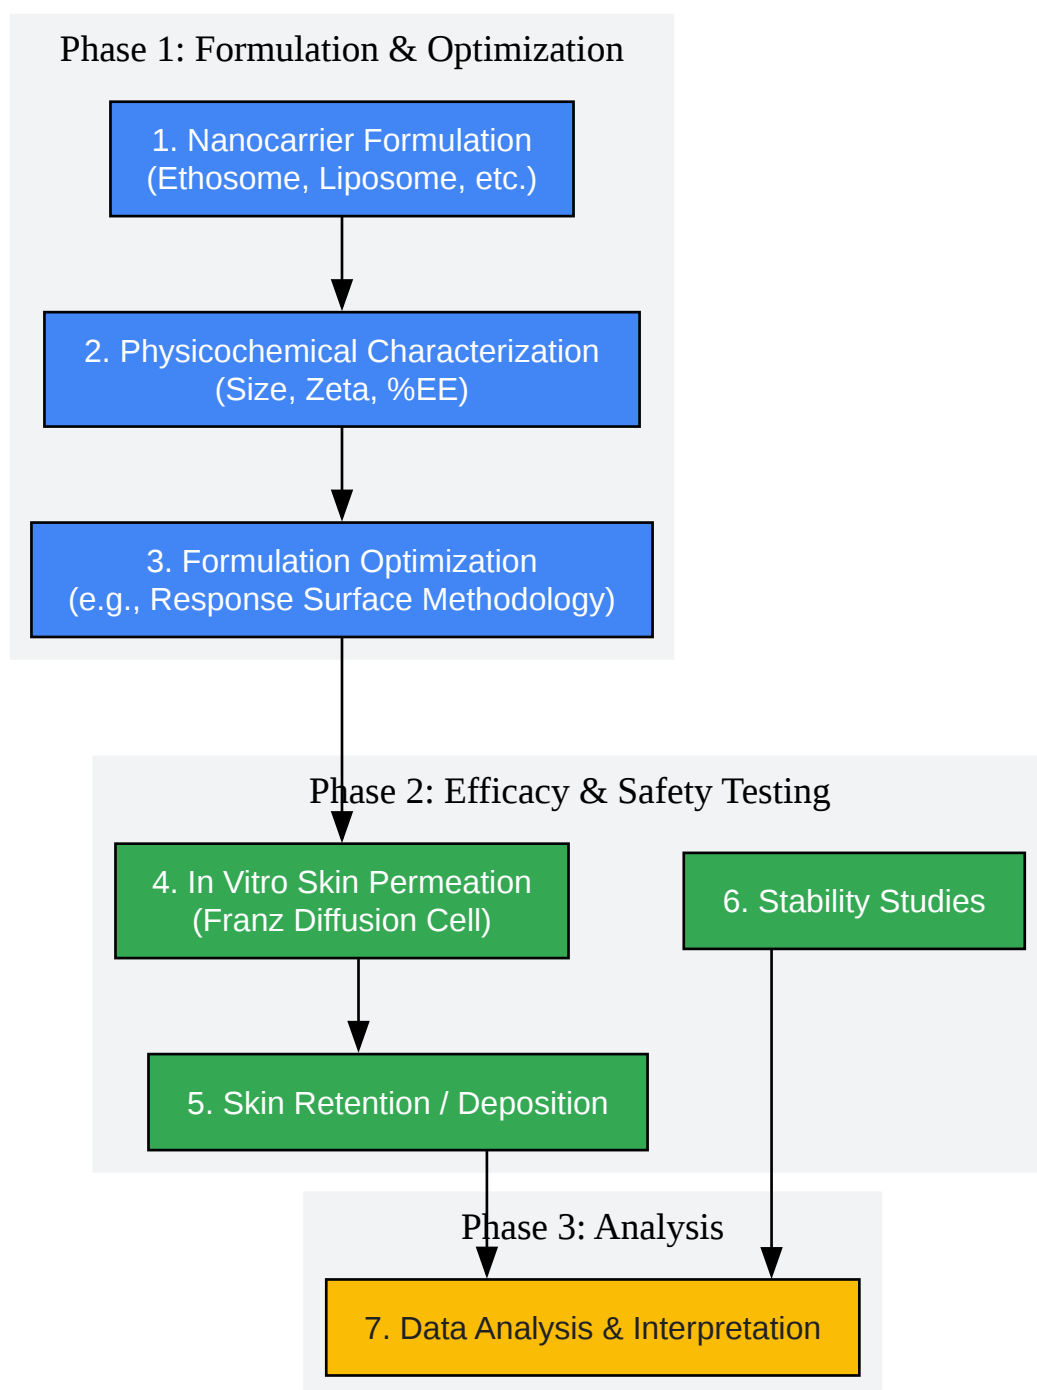 Phase 1: Formulation & Optimization
1. Nanocarrier Formulation
(Ethosome, Liposome, etc.)
2. Physicochemical Characterization
(Size, Zeta, %EE)
3. Formulation Optimization
(e.g., Response Surface Methodology)
Phase 2: Efficacy & Safety Testing
4. In Vitro Skin Permeation
(Franz Diffusion Cell)
6. Stability Studies
5. Skin Retention / Deposition
Phase 3: Analysis
7. Data Analysis & Interpretation